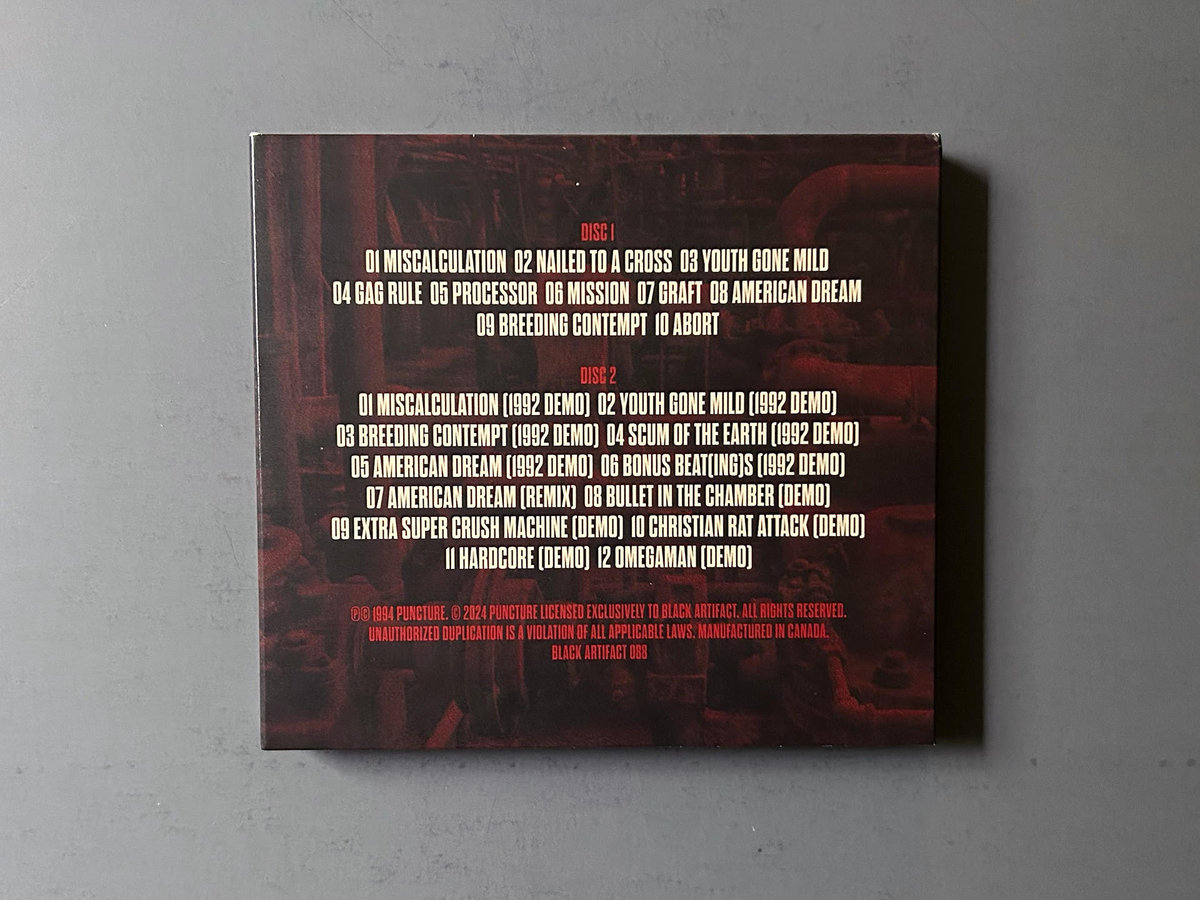 DISC 1
01 MISCALCULATION 02 NAILED TO A CROSS 03 YOUTH GONE MILD
04 GAG RULE 05 PROCESSOR 06 MISSION 07 GRAFT 08 AMERICAN DREAM
09 BREEDING CONTEMPT 10 ABORT
DISC 2
01 MISCALCULATION (1992 DEMO) 02 YOUTH GONE MILD (1992 DEMO)
03 BREEDING CONTEMPT (1992 DEMO) 04 SCUM OF THE EARTH (1992 DEMO)
05 AMERICAN DREAM (1992 DEMO) 06 BONUS BEAT(ING)S (1992 DEMO)
07 AMERICAN DREAM (REMIX) 08 BULLET IN THE CHAMBER (DEMO)
09 EXTRA SUPER CRUSH MACHINE (DEMO) 10 CHRISTIAN RAT ATTACK (DEMO)
11 HARDCORE (DEMO) 12 OMEGAMAN (DEMO)
℗© 1994 PUNCTURE. © 2024 PUNCTURE LICENSED EXCLUSIVELY TO BLACK ARTIFACT. ALL RIGHTS RESERVED.
UNAUTHORIZED DUPLICATION IS A VIOLATION OF ALL APPLICABLE LAWS. MANUFACTURED IN CANADA.
BLACK ARTIFACT 088